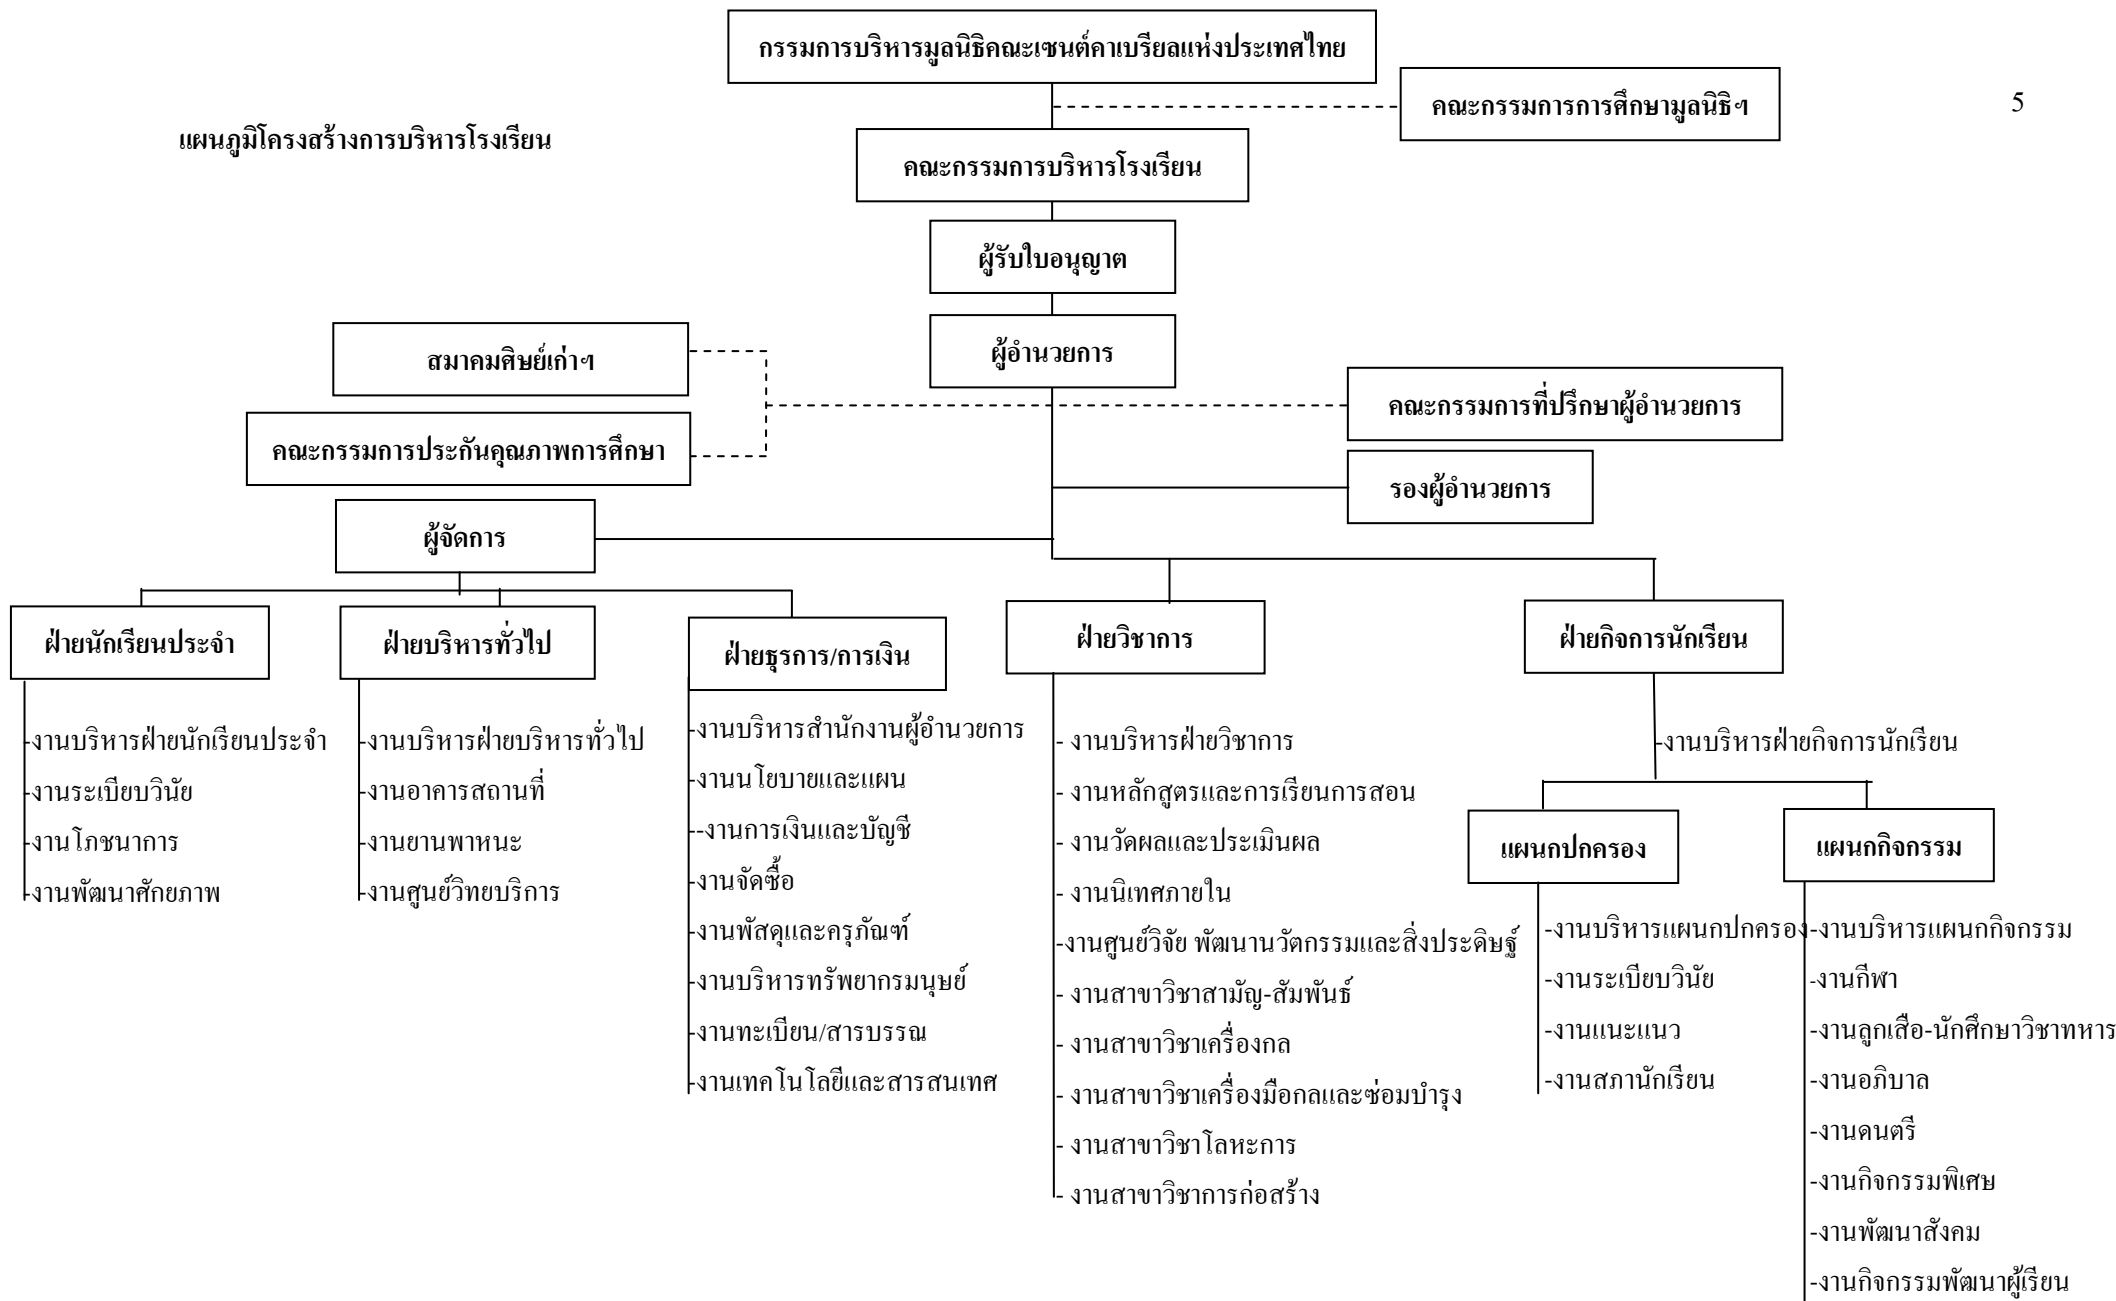 กรรมการบริหารมูลนิธิคณะเซนต์คาเบรียลแห่งประเทศไทย
คณะกรรมการการศึกษามูลนิธิฯ
5
แผนภูมิโครงสร้างการบริหารโรงเรียน
คณะกรรมการบริหารโรงเรียน
ผู้รับใบอนุญาต
ผู้อำนวยการ
สมาคมศิษย์เก่าฯ
คณะกรรมการที่ปรึกษาผู้อำนวยการ
คณะกรรมการประกันคุณภาพการศึกษา
รองผู้อำนวยการ
ผู้จัดการ
ฝ่ายนักเรียนประจำ
-งานบริหารฝ่ายนักเรียนประจำ
-งานระเบียบวินัย
-งานโภชนาการ
-งานพัฒนาศักยภาพ
ฝ่ายบริหารทั่วไป
-งานบริหารฝ่ายบริหารทั่วไป
-งานอาคารสถานที่
-งานยานพาหนะ
-งานศูนย์วิทยบริการ
ฝ่ายธุรการ/การเงิน
-งานบริหารสำนักงานผู้อำนวยการ
-งานนโยบายและแผน
--งานการเงินและบัญชี
-งานจัดซื้อ
-งานพัสดุและครุภัณฑ์
-งานบริหารทรัพยากรมนุษย์
-งานทะเบียน/สารบรรณ
-งานเทคโนโลยีและสารสนเทศ
ฝ่ายวิชาการ
- งานบริหารฝ่ายวิชาการ
- งานหลักสูตรและการเรียนการสอน
- งานวัดผลและประเมินผล
- งานนิเทศภายใน
-งานศูนย์วิจัย พัฒนานวัตกรรมและสิ่งประดิษฐ์
- งานสาขาวิชาสามัญ-สัมพันธ์
- งานสาขาวิชาเครื่องกล
- งานสาขาวิชาเครื่องมือกลและซ่อมบำรุง
- งานสาขาวิชาโลหะการ
- งานสาขาวิชาการก่อสร้าง
ฝ่ายกิจการนักเรียน
-งานบริหารฝ่ายกิจการนักเรียน
แผนกปกครอง
-งานบริหารแผนกปกครอง
-งานระเบียบวินัย
-งานแนะแนว
-งานสภานักเรียน
แผนกกิจกรรม
-งานบริหารแผนกกิจกรรม
-งานกีฬา
-งานลูกเสือ-นักศึกษาวิชาทหาร
-งานอภิบาล
-งานดนตรี
-งานกิจกรรมพิเศษ
-งานพัฒนาสังคม
-งานกิจกรรมพัฒนาผู้เรียน